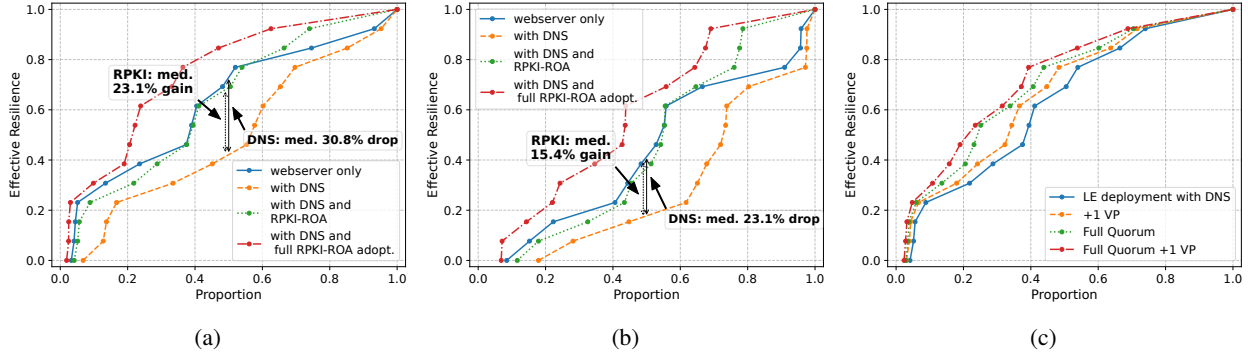 1.0
0.8
0.6
0.4
0.2
0.0
Effective Resilience
0.0 0.2 0.4 0.6 0.8 1.0
Proportion
RPKI: med.
23.1% gain
DNS: med. 30.8% drop
webserver only
with DNS
with DNS and
RPKI-ROA
with DNS and
full RPKI-ROA adopt.
(a)
1.0
0.8
0.6
0.4
0.2
0.0
Effective Resilience
0.0 0.2 0.4 0.6 0.8 1.0
Proportion
webserver only
with DNS
with DNS and
RPKI-ROA
with DNS and
full RPKI-ROA adopt.
RPKI: med.
15.4% gain
DNS: med. 23.1% drop
(b)
1.0
0.8
0.6
0.4
0.2
0.0
Effective Resilience
0.0 0.2 0.4 0.6 0.8 1.0
Proportion
LE deployment with DNS
+1 VP
Full Quorum
Full Quorum +1 VP
(c)